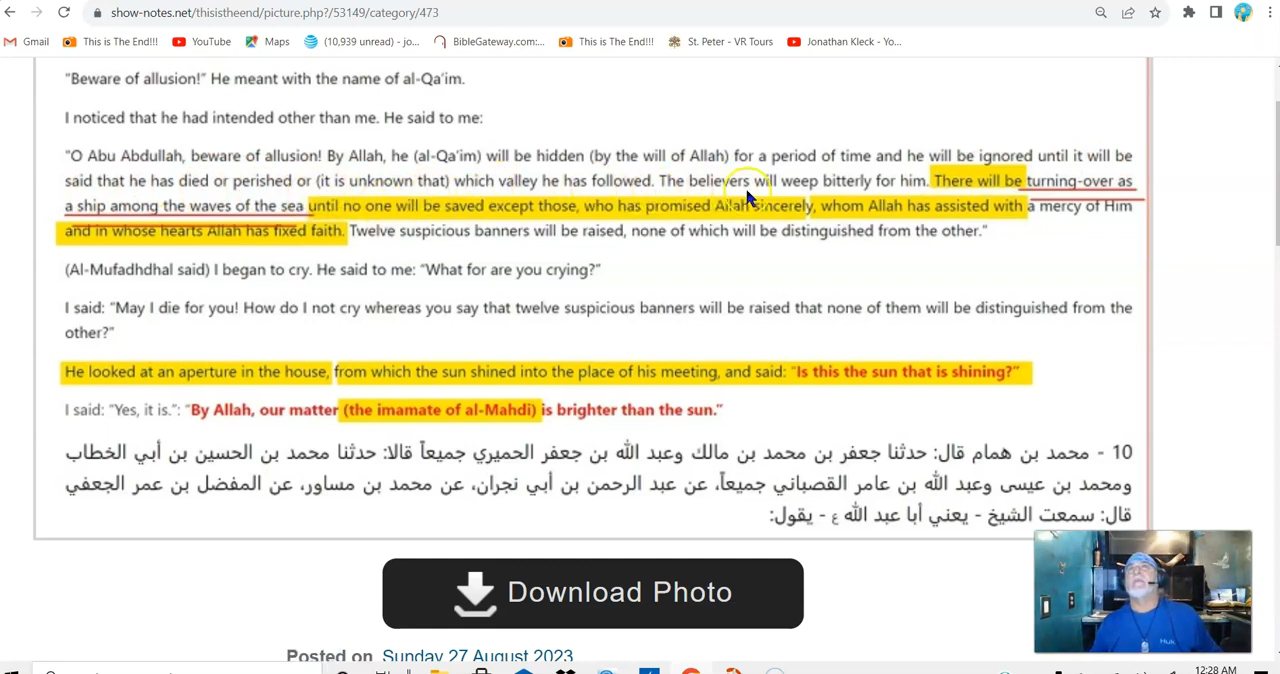 show-notes.net/thisistheend/picture.php?/53149/category/473
Gmail This is The End!!! YouTube Maps (10,939 unread) - jo... BibleGateway.com:... This is The End!!! St. Peter - VR Tours Jonathan Kleck - Yo...
"Beware of allusion!" He meant with the name of al-Qa'im.
I noticed that he had intended other than me. He said to me:
"O Abu Abdullah, beware of allusion! By Allah, he (al-Qa'im) will be hidden (by the will of Allah) for a period of time and he will be ignored until it will be
said that he has died or perished or (it is unknown that) which valley he has followed. The believers will weep bitterly for him. There will be turning-over as
a ship among the waves of the sea until no one will be saved except those, who has promised Allah sincerely, whom Allah has assisted with a mercy of Him
and in whose hearts Allah has fixed faith. Twelve suspicious banners will be raised, none of which will be distinguished from the other."
(Al-Mufadhdhal said) I began to cry. He said to me: "What for are you crying?"
I said: "May I die for you! How do I not cry whereas you say that twelve suspicious banners will be raised that none of them will be distinguished from the
other?"
He looked at an aperture in the house, from which the sun shined into the place of his meeting, and said: "Is this the sun that is shining?"
I said: "Yes, it is.": "By Allah, our matter (the imamate of al-Mahdi) is brighter than the sun."
10 - محمد بن همام قال: حدثنا جعفر بن محمد بن مالك وعبد الله بن جعفر الحميري جميعاً قالا: حدثنا محمد بن الحسين بن أبي الخطاب
ومحمد بن عيسى وعبد الله بن عامر القصباني جميعاً، عن عبد الرحمن بن أبي نجران، عن محمد بن مساور، عن المفضل بن عمر الجعفي
قال: سمعت الشيخ - يعني أبا عبد الله ع - يقول:
Download Photo
Posted on Sunday 27 August 2023
12:28 AM